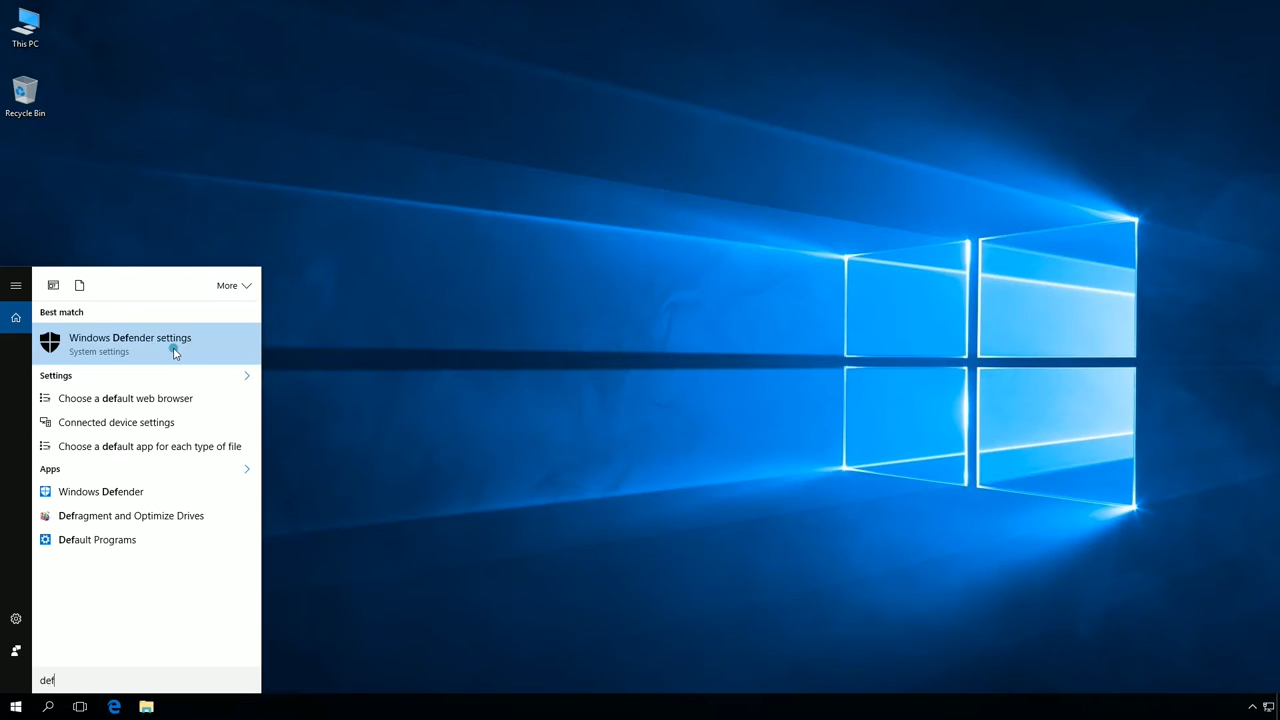 This PC
Recycle Bin
More
Best match
Windows Defender settings
System settings
Settings
Choose a default web browser
Connected device settings
Choose a default app for each type of file
Apps
Windows Defender
Defragment and Optimize Drives
Default Programs
def